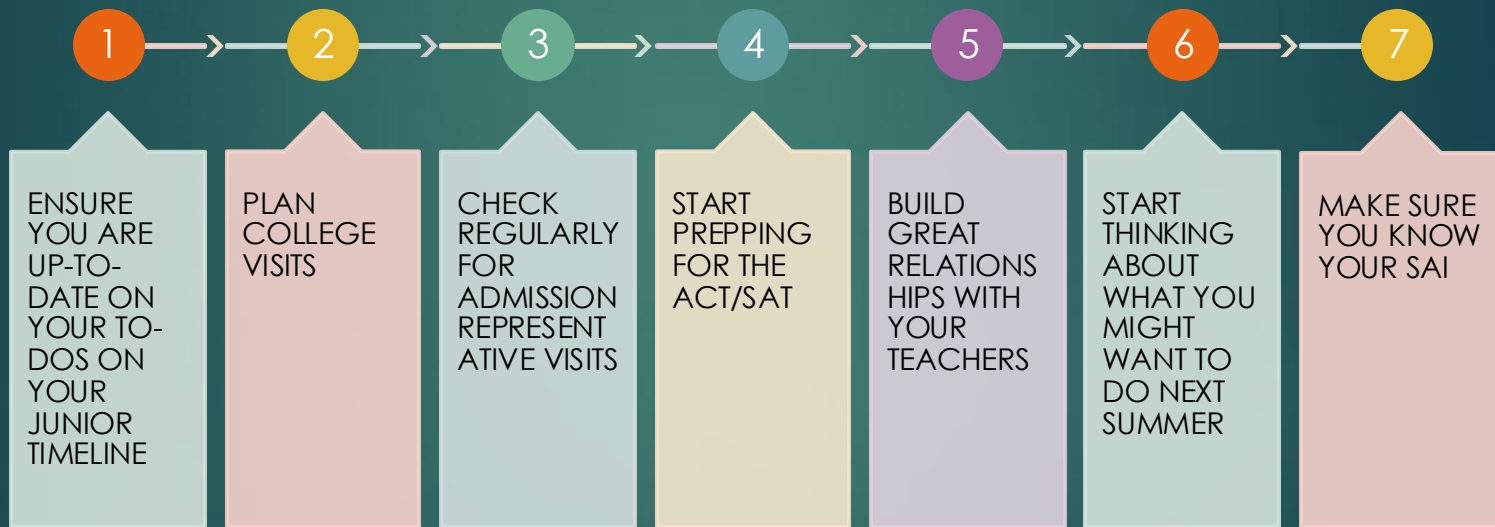 1
2
3
4
5
6
7
ENSURE
YOU ARE
UP-TO-
DATE ON
YOUR TO-
DOS ON
YOUR
JUNIOR
TIMELINE
PLAN
COLLEGE
VISITS
CHECK
REGULARLY
FOR
ADMISSION
REPRESENT
ATIVE VISITS
START
PREPPING
FOR THE
ACT/SAT
BUILD
GREAT
RELATIONS
HIPS WITH
YOUR
TEACHERS
START
THINKING
ABOUT
WHAT YOU
MIGHT
WANT TO
DO NEXT
SUMMER
MAKE SURE
YOU KNOW
YOUR SAI